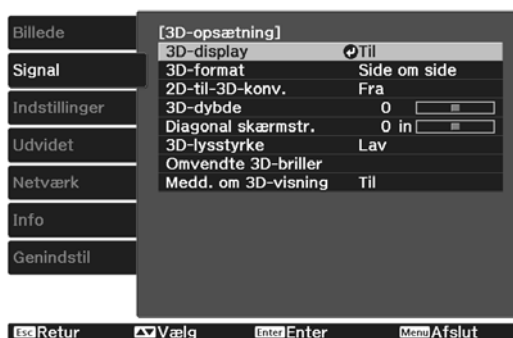 Billede
Signal
Indstillinger
Udvidet
Netværk
Info
Genindstil
[3D-opsætning]
3D-display Til
3D-format Side om side
2D-til-3D-konv. Fra
3D-dybde 0
Diagonal skærmstr. 0 in
3D-lysstyrke Lav
Omvendte 3D-briller
Medd. om 3D-visning Til
Esc Retur Vælg Enter Enter Menu Afslut